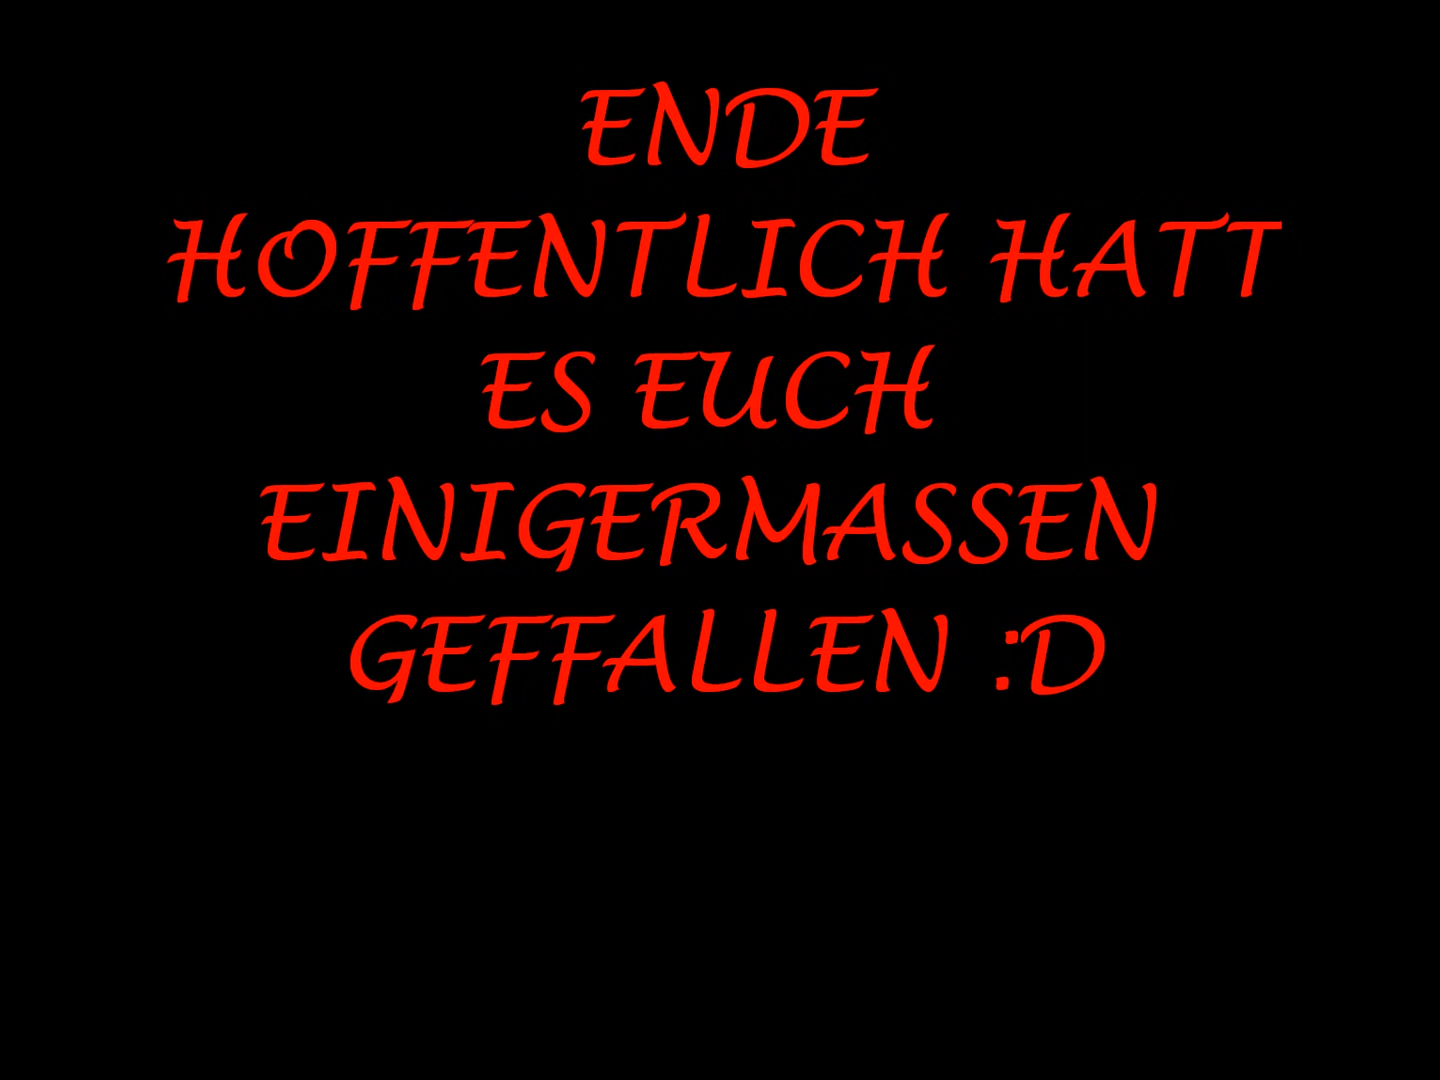 ENDE
HOFFENTLICH HATT
ES EUCH
EINIGERMASSEN
GEFFALLEN :D